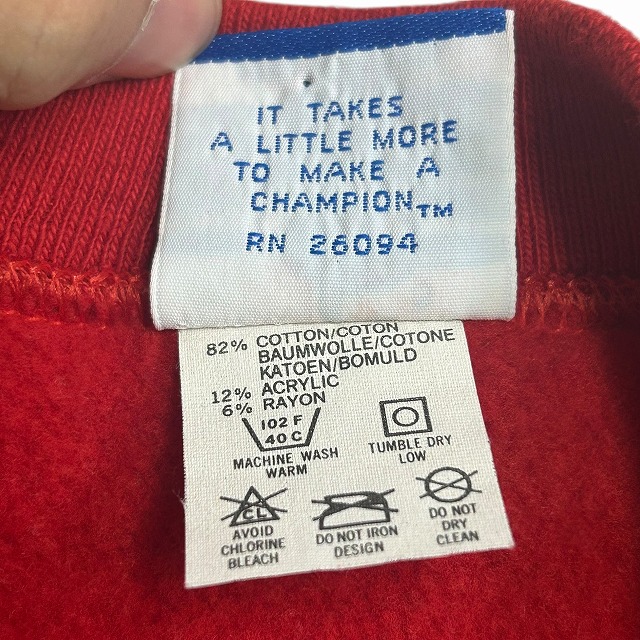 IT TAKES
A LITTLE MORE
TO MAKE A
CHAMPION™
RN 26094
82% COTTON/COTON
BAUMWOLLE/COTONE
KATOEN/BOMULD
12% ACRYLIC
6% RAYON
102 F
40 C
MACHINE WASH
WARM
TUMBLE DRY
LOW
CL
AVOID
CHLORINE
BLEACH
DO NOT IRON
DESIGN
DO NOT
DRY
CLEAN